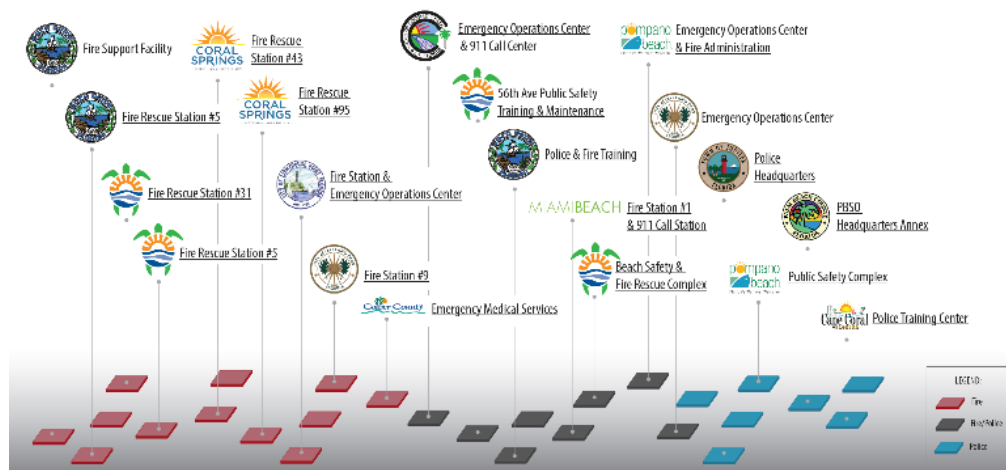 Fire Support Facility
CORAL
SPRINGS
Fire Rescue
Station #43
Emergency Operations Center
& 911 Call Center
pompano
beach
Emergency Operations Center
& Fire Administration
Fire Rescue Station #5
CORAL
SPRINGS
Fire Rescue
Station #95
56th Ave Public Safety
Training & Maintenance
Emergency Operations Center
Police & Fire Training
Police
Headquarters
Fire Rescue Station #31
Fire Station &
Emergency Operations Center
MIAMIBEACH
Fire Station #1
& 911 Call Station
PBSO
Headquarters Annex
Fire Rescue Station #5
Fire Station #9
Beach Safety &
Fire Rescue Complex
pompano
beach
Public Safety Complex
Emergency Medical Services
Cape Coral
Police Training Center
LEGEND:
Fire
Fire/Police
Police